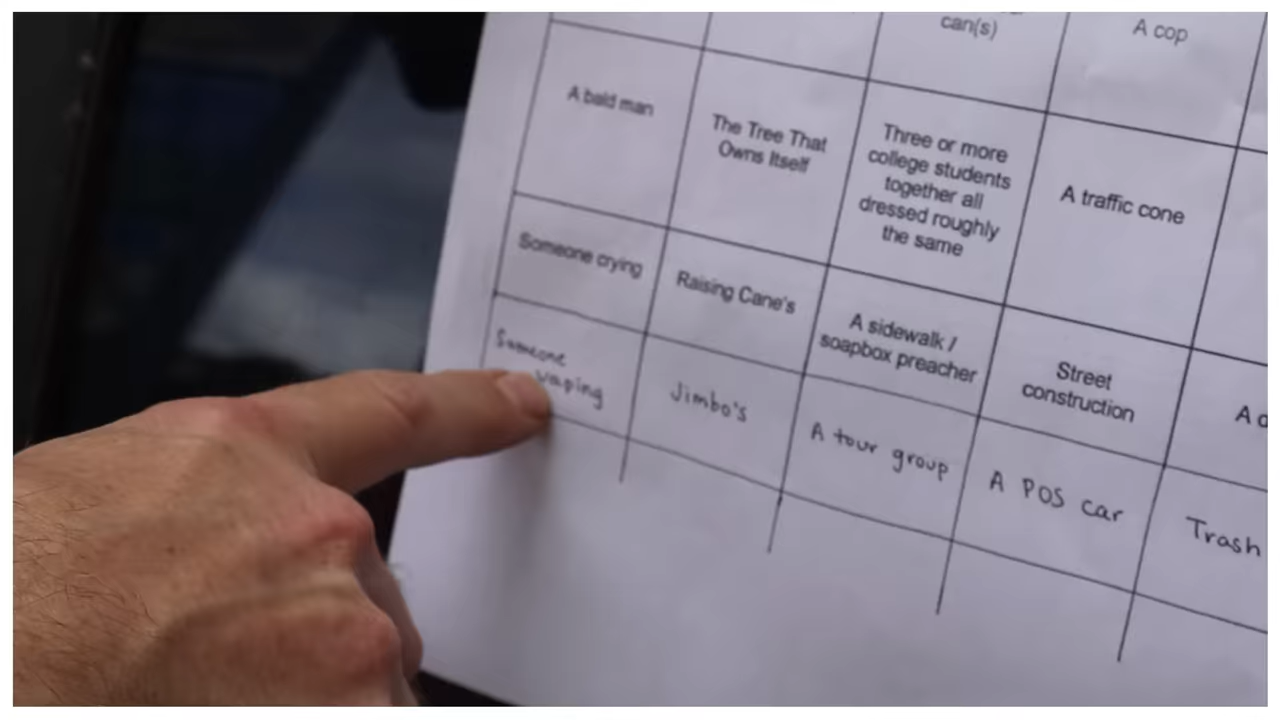 can(s)
A cop
A bald man
The Tree That
Owns Itself
Three or more
college students
together all
dressed roughly
the same
A traffic cone
Someone crying
Raising Cane's
A sidewalk /
soapbox preacher
Street
construction
A
Someone
vaping
Jimbo's
A tour group
A POS car
Trash